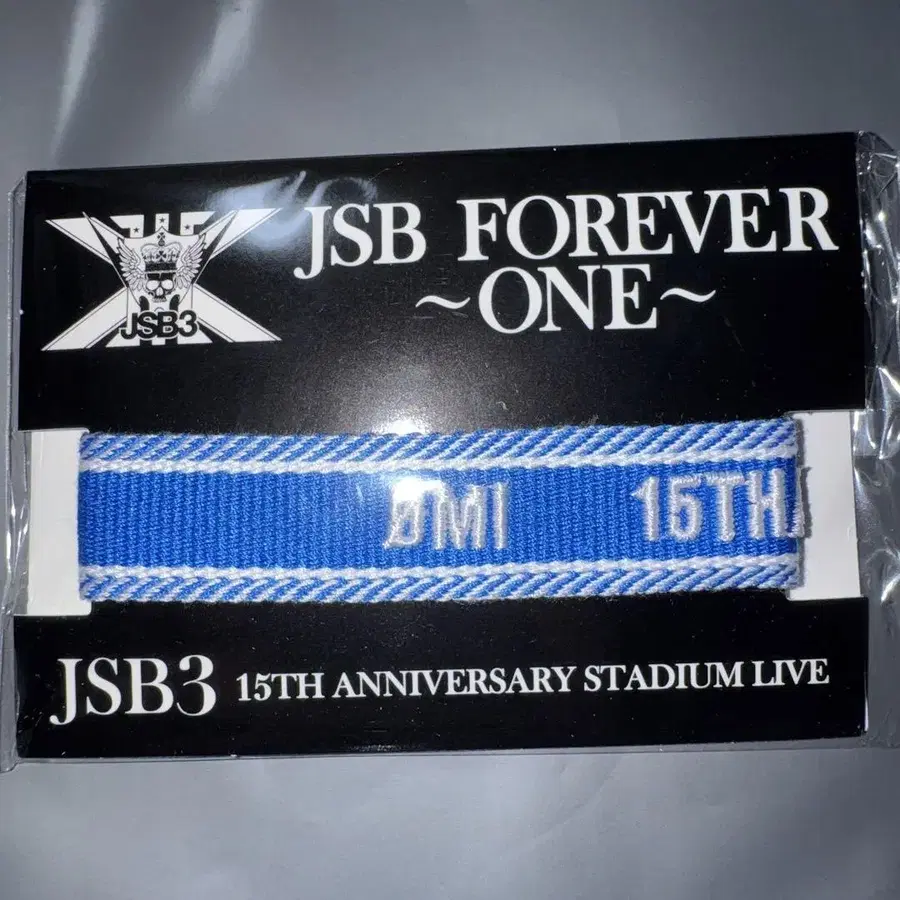 JSB FOREVER
~ONE~
JSB3
ØMI 15TH
JSB3 15TH ANNIVERSARY STADIUM LIVE